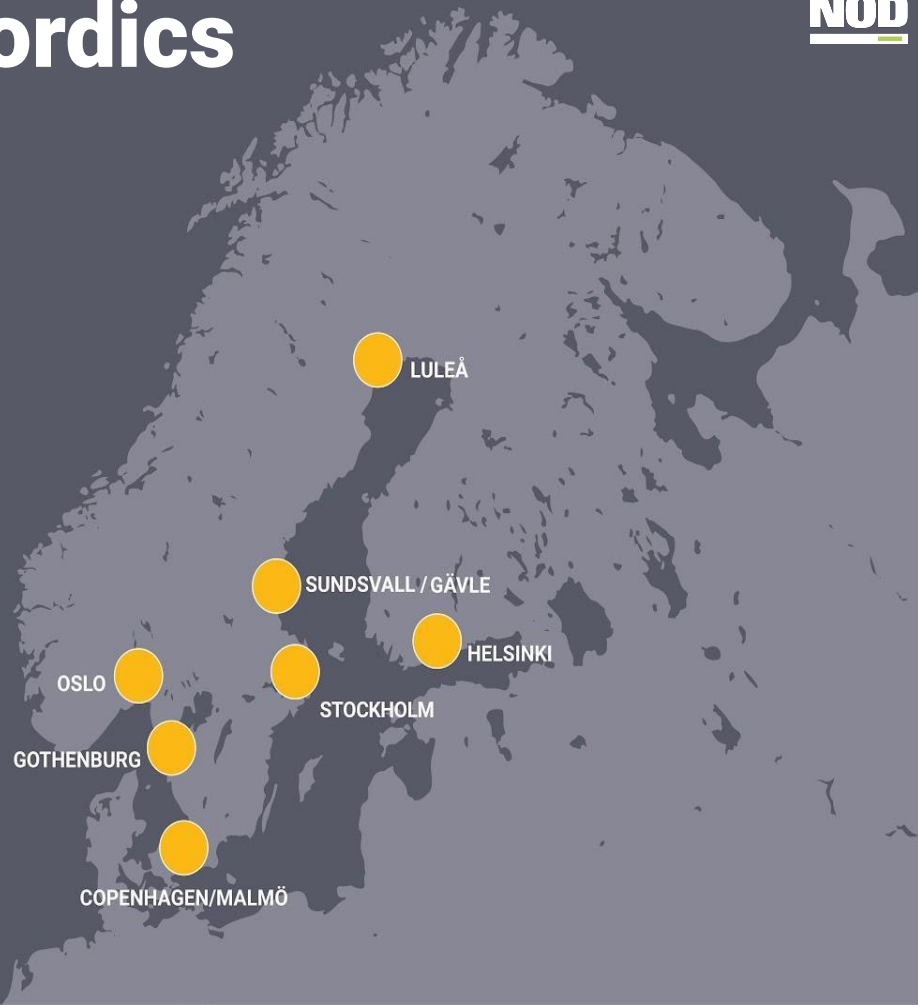 ordics
NOD
LULEÅ
SUNDSVALL / GÄVLE
HELSINKI
OSLO
STOCKHOLM
GOTHENBURG
COPENHAGEN/MALMÖ